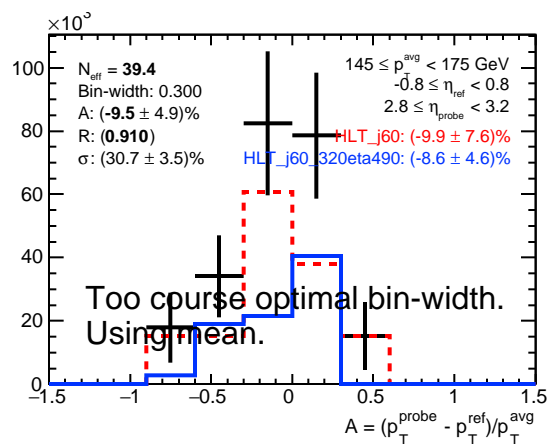 ×10³
N_eff = 39.4
Bin-width: 0.300
A: (-9.5 ± 4.9)%
R: (0.910)
σ: (30.7 ± 3.5)%
145 ≤ p_T^avg < 175 GeV
-0.8 ≤ η_ref < 0.8
2.8 ≤ η_probe < 3.2
HLT_j60: (-9.9 ± 7.6)%
HLT_j60_320eta490: (-8.6 ± 4.6)%
100
80
60
40
20
0
Too course optimal bin-width.
Using mean.
−1.5 −1 −0.5 0 0.5 1 1.5
A = (p_T^probe - p_T^ref)/p_T^avg